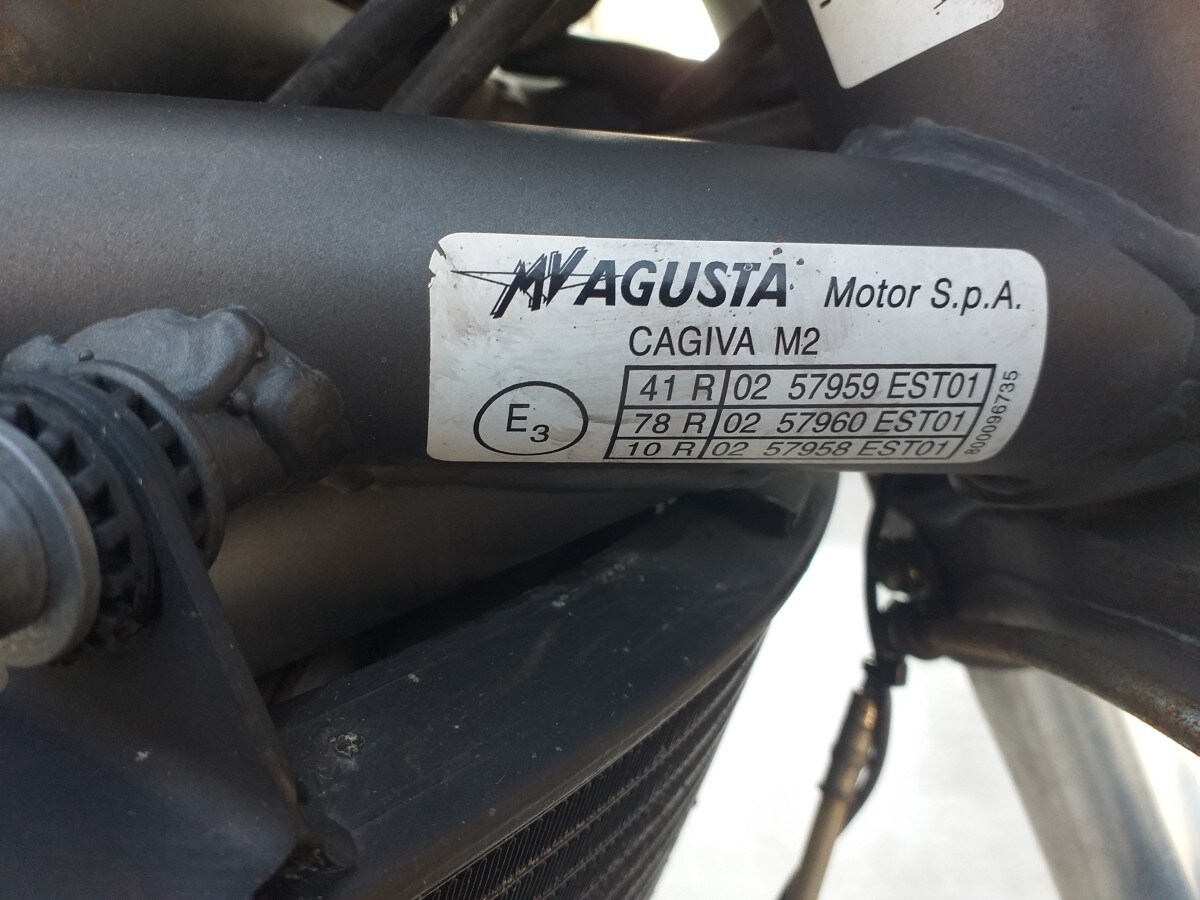 MV AGUSTA Motor S.p.A.
CAGIVA M2
E3
41 R 02 57959 EST01
78 R 02 57960 EST01
10 R 02 57958 EST01
800096735